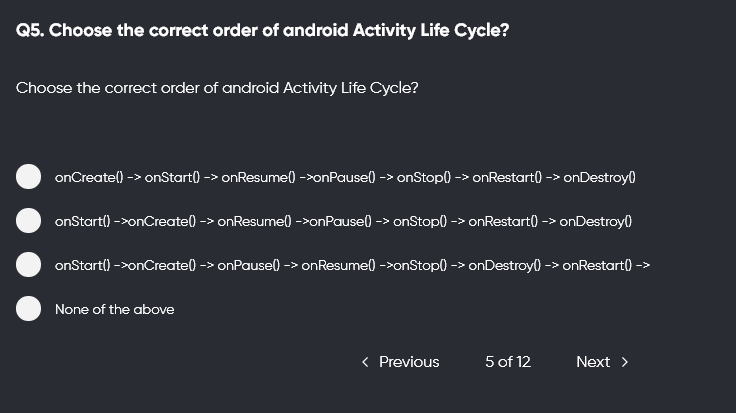 Q5. Choose the correct order of android Activity Life Cycle?
Choose the correct order of android Activity Life Cycle?
onCreate() -> onStart() -> onResume() ->onPause() -> onStop() -> onRestart() -> onDestroy()
onStart() ->onCreate() -> onResume() ->onPause() -> onStop() -> onRestart() -> onDestroy()
onStart() ->onCreate() -> onPause() -> onResume() ->onStop() -> onDestroy() -> onRestart() ->
None of the above
< Previous 5 of 12 Next >